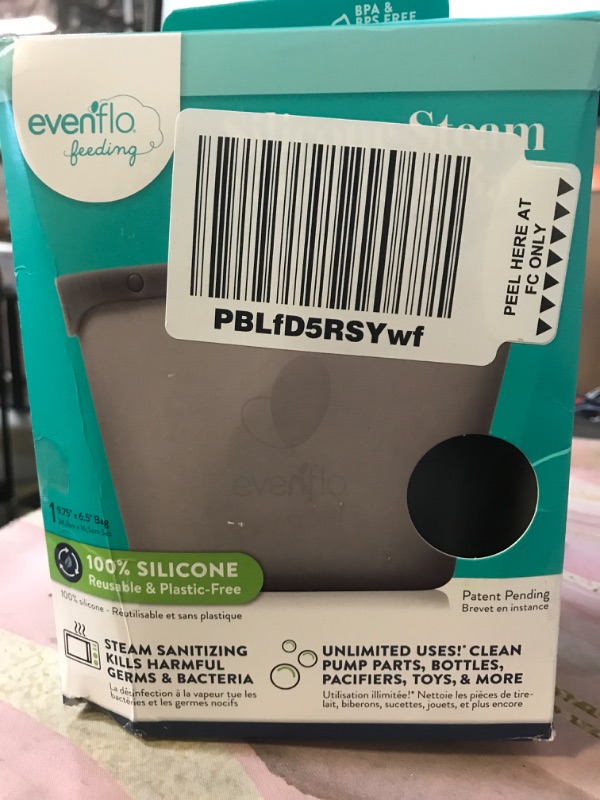 BPA &
BPS FREE
evenflo
feeding
Steam
PEEL HERE AT
FC ONLY
PBLfD5RSYwf
evenflo
1 9.75" x 6.5" Bag
100% SILICONE
Reusable & Plastic-Free
100% silicone - Réutilisable et sans plastique
Patent Pending
Brevet en instance
STEAM SANITIZING
KILLS HARMFUL
GERMS & BACTERIA
La désinfection à la vapeur tue les
bactéries et les germes nocifs
UNLIMITED USES!* CLEAN
PUMP PARTS, BOTTLES,
PACIFIERS, TOYS, & MORE
Utilisation illimitée!* Nettoie les pièces de tire-
lait, biberons, sucettes, jouets, et plus encore